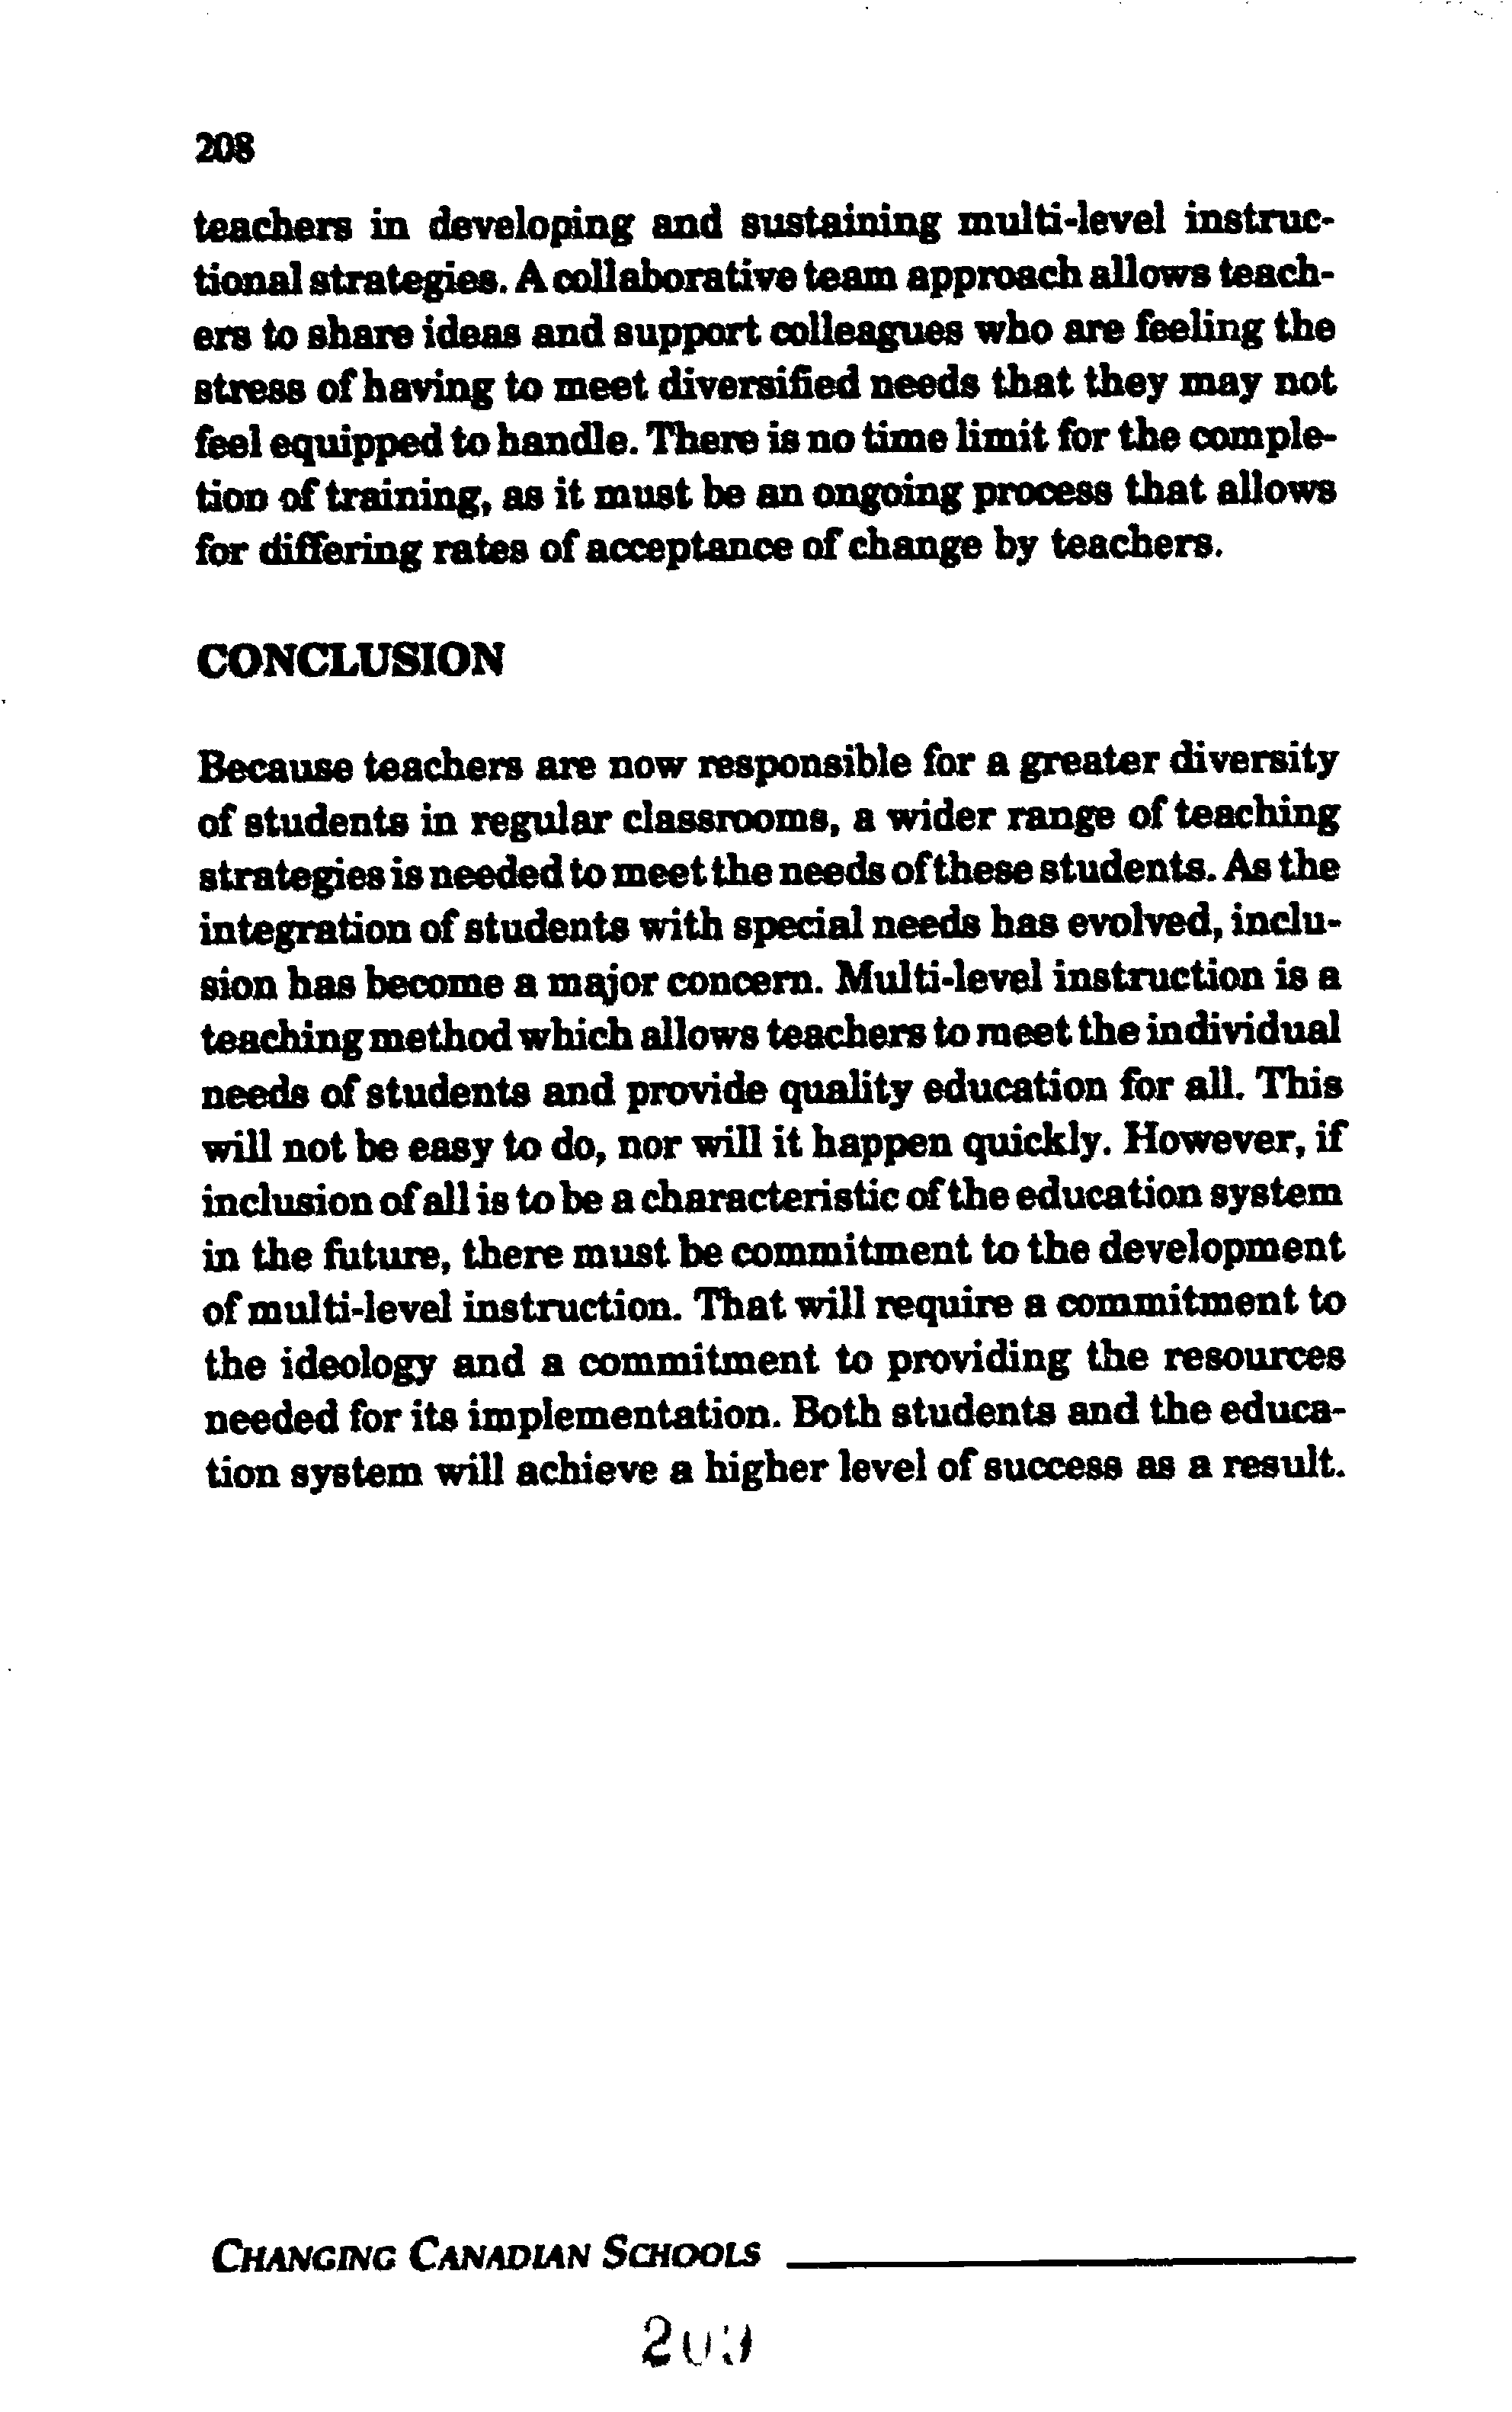 208
teachers in developing and sustaining multi-level instruc-
tional strategies. A collaborative team approach allows teach-
ers to share ideas and support colleagues who are feeling the
stress of having to meet diversified needs that they may not
feel equipped to handle. There is no time limit for the comple-
tion of training, as it must be an ongoing process that allows
for differing rates of acceptance of change by teachers.
CONCLUSION
Because teachers are now responsible for a greater diversity
of students in regular classrooms, a wider range of teaching
strategies is needed to meet the needs of these students. As the
integration of students with special needs has evolved, inclu-
sion has become a major concern. Multi-level instruction is a
teaching method which allows teachers to meet the individual
needs of students and provide quality education for all. This
will not be easy to do, nor will it happen quickly. However, if
inclusion of all is to be a characteristic of the education system
in the future, there must be commitment to the development
of multi-level instruction. That will require a commitment to
the ideology and a commitment to providing the resources
needed for its implementation. Both students and the educa-
tion system will achieve a higher level of success as a result.
CHANGING CANADIAN SCHOOLS